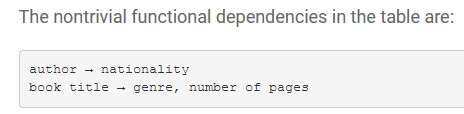 The nontrivial functional dependencies in the table are:
author → nationality
book title → genre, number of pages